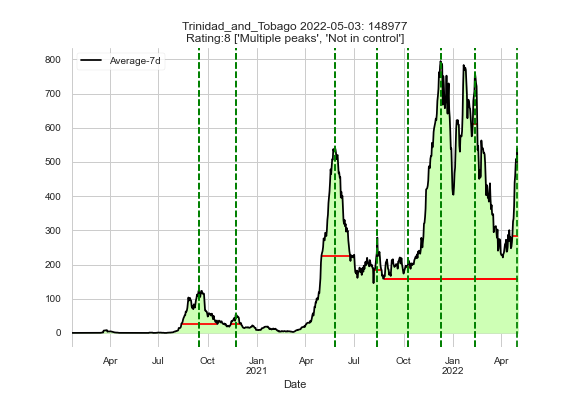 Trinidad_and_Tobago 2022-05-03: 148977
Rating:8 ['Multiple peaks', 'Not in control']
Average-7d
800
700
600
500
400
300
200
100
0
Apr Jul Oct Jan Apr Jul Oct Jan Apr
2021 2022
Date